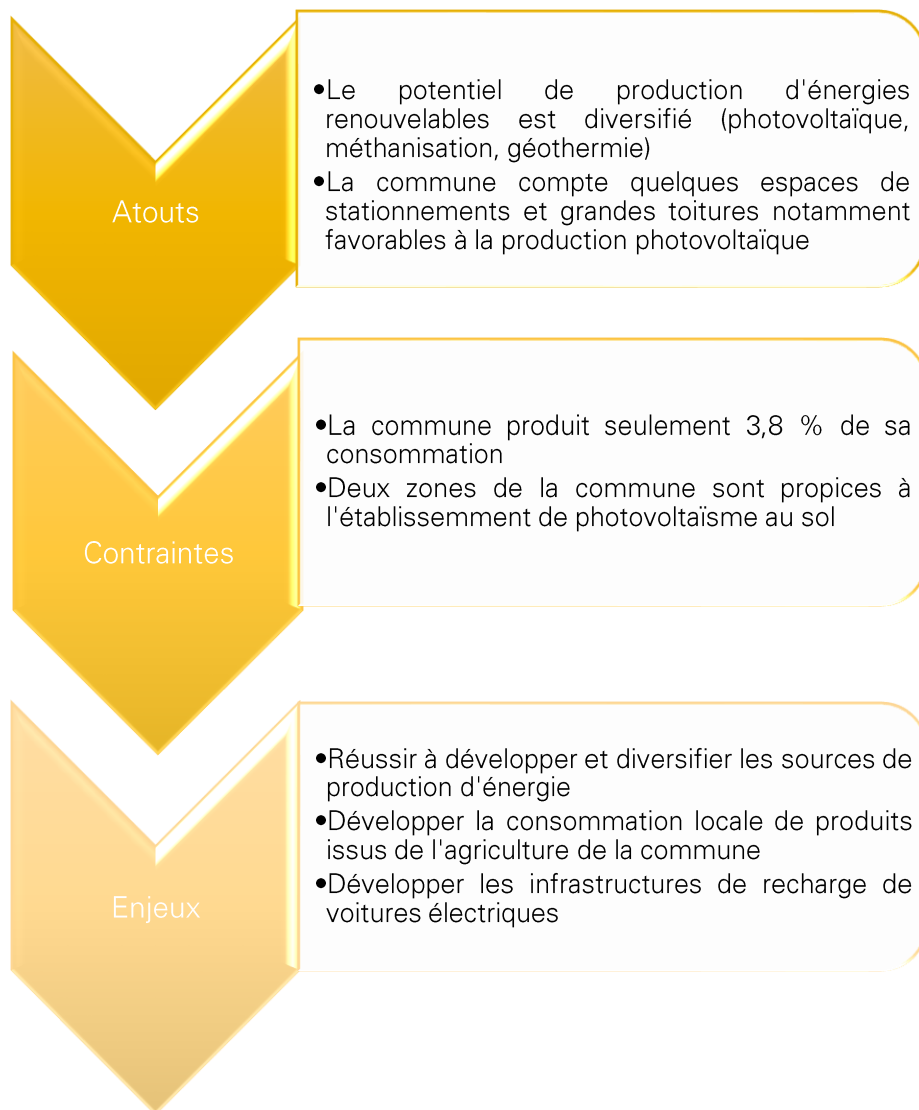 Atouts
•Le potentiel de production d'énergies
renouvelables est diversifié (photovoltaïque,
méthanisation, géothermie)
•La commune compte quelques espaces de
stationnements et grandes toitures notamment
favorables à la production photovoltaïque
Contraintes
•La commune produit seulement 3,8 % de sa
consommation
•Deux zones de la commune sont propices à
l'établissemment de photovoltaïsme au sol
Enjeux
•Réussir à développer et diversifier les sources de
production d'énergie
•Développer la consommation locale de produits
issus de l'agriculture de la commune
•Développer les infrastructures de recharge de
voitures électriques